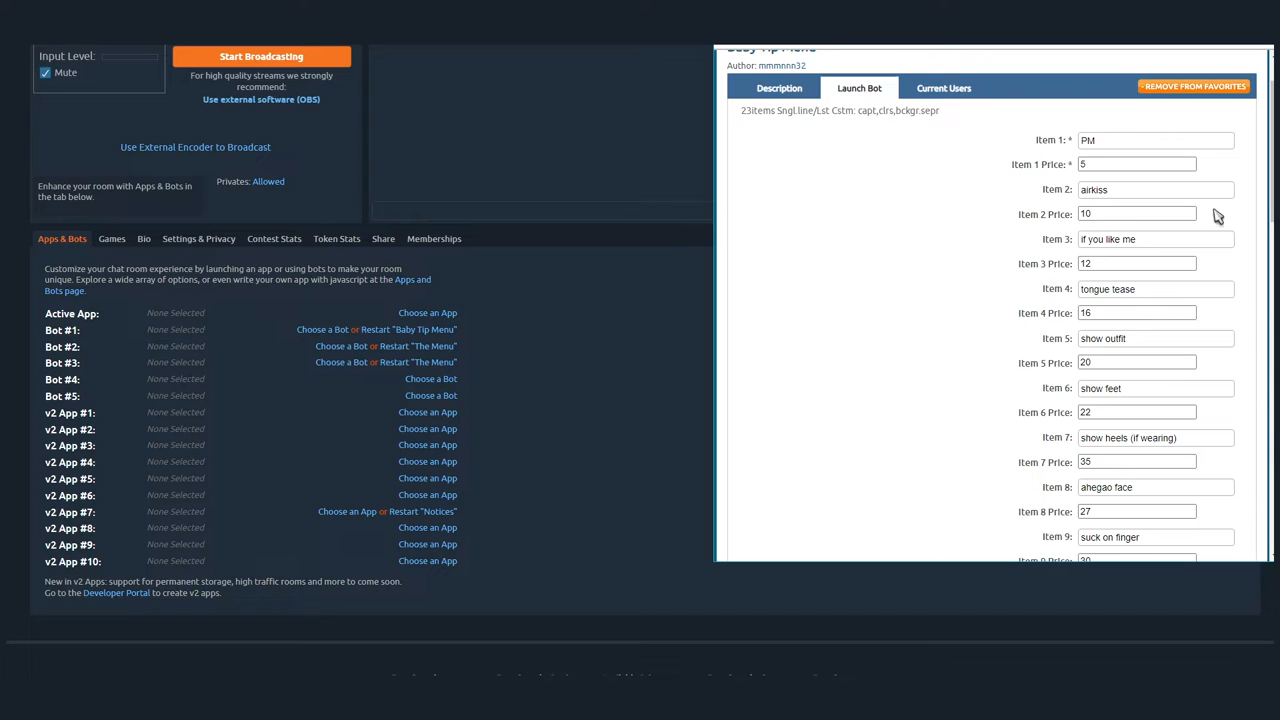 Input Level:
Mute
Start Broadcasting
For high quality streams we strongly
recommend:
Use external software (OBS)
Use External Encoder to Broadcast
Enhance your room with Apps & Bots in
the tab below.
Privates: Allowed
Apps & Bots Games Bio Settings & Privacy Contest Stats Token Stats Share Memberships
Customize your chat room experience by launching an app or using bots to make your room
unique. Explore a wide array of options, or even write your own app with javascript at the Apps and
Bots page.
Active App: None Selected Choose an App
Bot #1: None Selected Choose a Bot or Restart "Baby Tip Menu"
Bot #2: None Selected Choose a Bot or Restart "The Menu"
Bot #3: None Selected Choose a Bot or Restart "The Menu"
Bot #4: None Selected Choose a Bot
Bot #5: None Selected Choose a Bot
v2 App #1: None Selected Choose an App
v2 App #2: None Selected Choose an App
v2 App #3: None Selected Choose an App
v2 App #4: None Selected Choose an App
v2 App #5: None Selected Choose an App
v2 App #6: None Selected Choose an App
v2 App #7: None Selected Choose an App or Restart "Notices"
v2 App #8: None Selected Choose an App
v2 App #9: None Selected Choose an App
v2 App #10: None Selected Choose an App
New in v2 Apps: support for permanent storage, high traffic rooms and more to come soon.
Go to the Developer Portal to create v2 apps.
Baby Tip Menu
Author: mmmnnn32
Description Launch Bot Current Users
- REMOVE FROM FAVORITES
23items Sngl.line/Lst Cstm: capt,clrs,bckgr.sepr
Item 1: * PM
Item 1 Price: * 5
Item 2: airkiss
Item 2 Price: 10
Item 3: if you like me
Item 3 Price: 12
Item 4: tongue tease
Item 4 Price: 16
Item 5: show outfit
Item 5 Price: 20
Item 6: show feet
Item 6 Price: 22
Item 7: show heels (if wearing)
Item 7 Price: 35
Item 8: ahegao face
Item 8 Price: 27
Item 9: suck on finger
Item 9 Price: 30